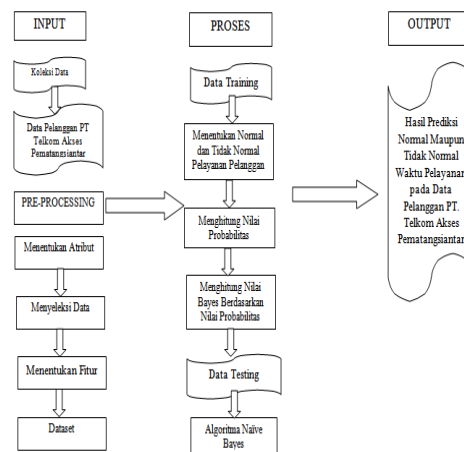 INPUT
Koleksi Data
Data Pelanggan PT
Telkom Akses
Pematangsiantar
PRE-PROCESSING
Menentukan Atribut
Menyeleksi Data
Menentukan Fitur
Dataset
PROSES
Data Training
Menentukan Normal
dan Tidak Normal
Pelayanan Pelanggan
Menghitung Nilai
Probabilitas
Menghitung Nilai
Bayes Berdasarkan
Nilai Probabilitas
Data Testing
Algoritma Naïve
Bayes
OUTPUT
Hasil Prediksi
Normal Maupun
Tidak Normal
Waktu Pelayanan
pada Data
Pelanggan PT.
Telkom Akses
Pematangsiantar